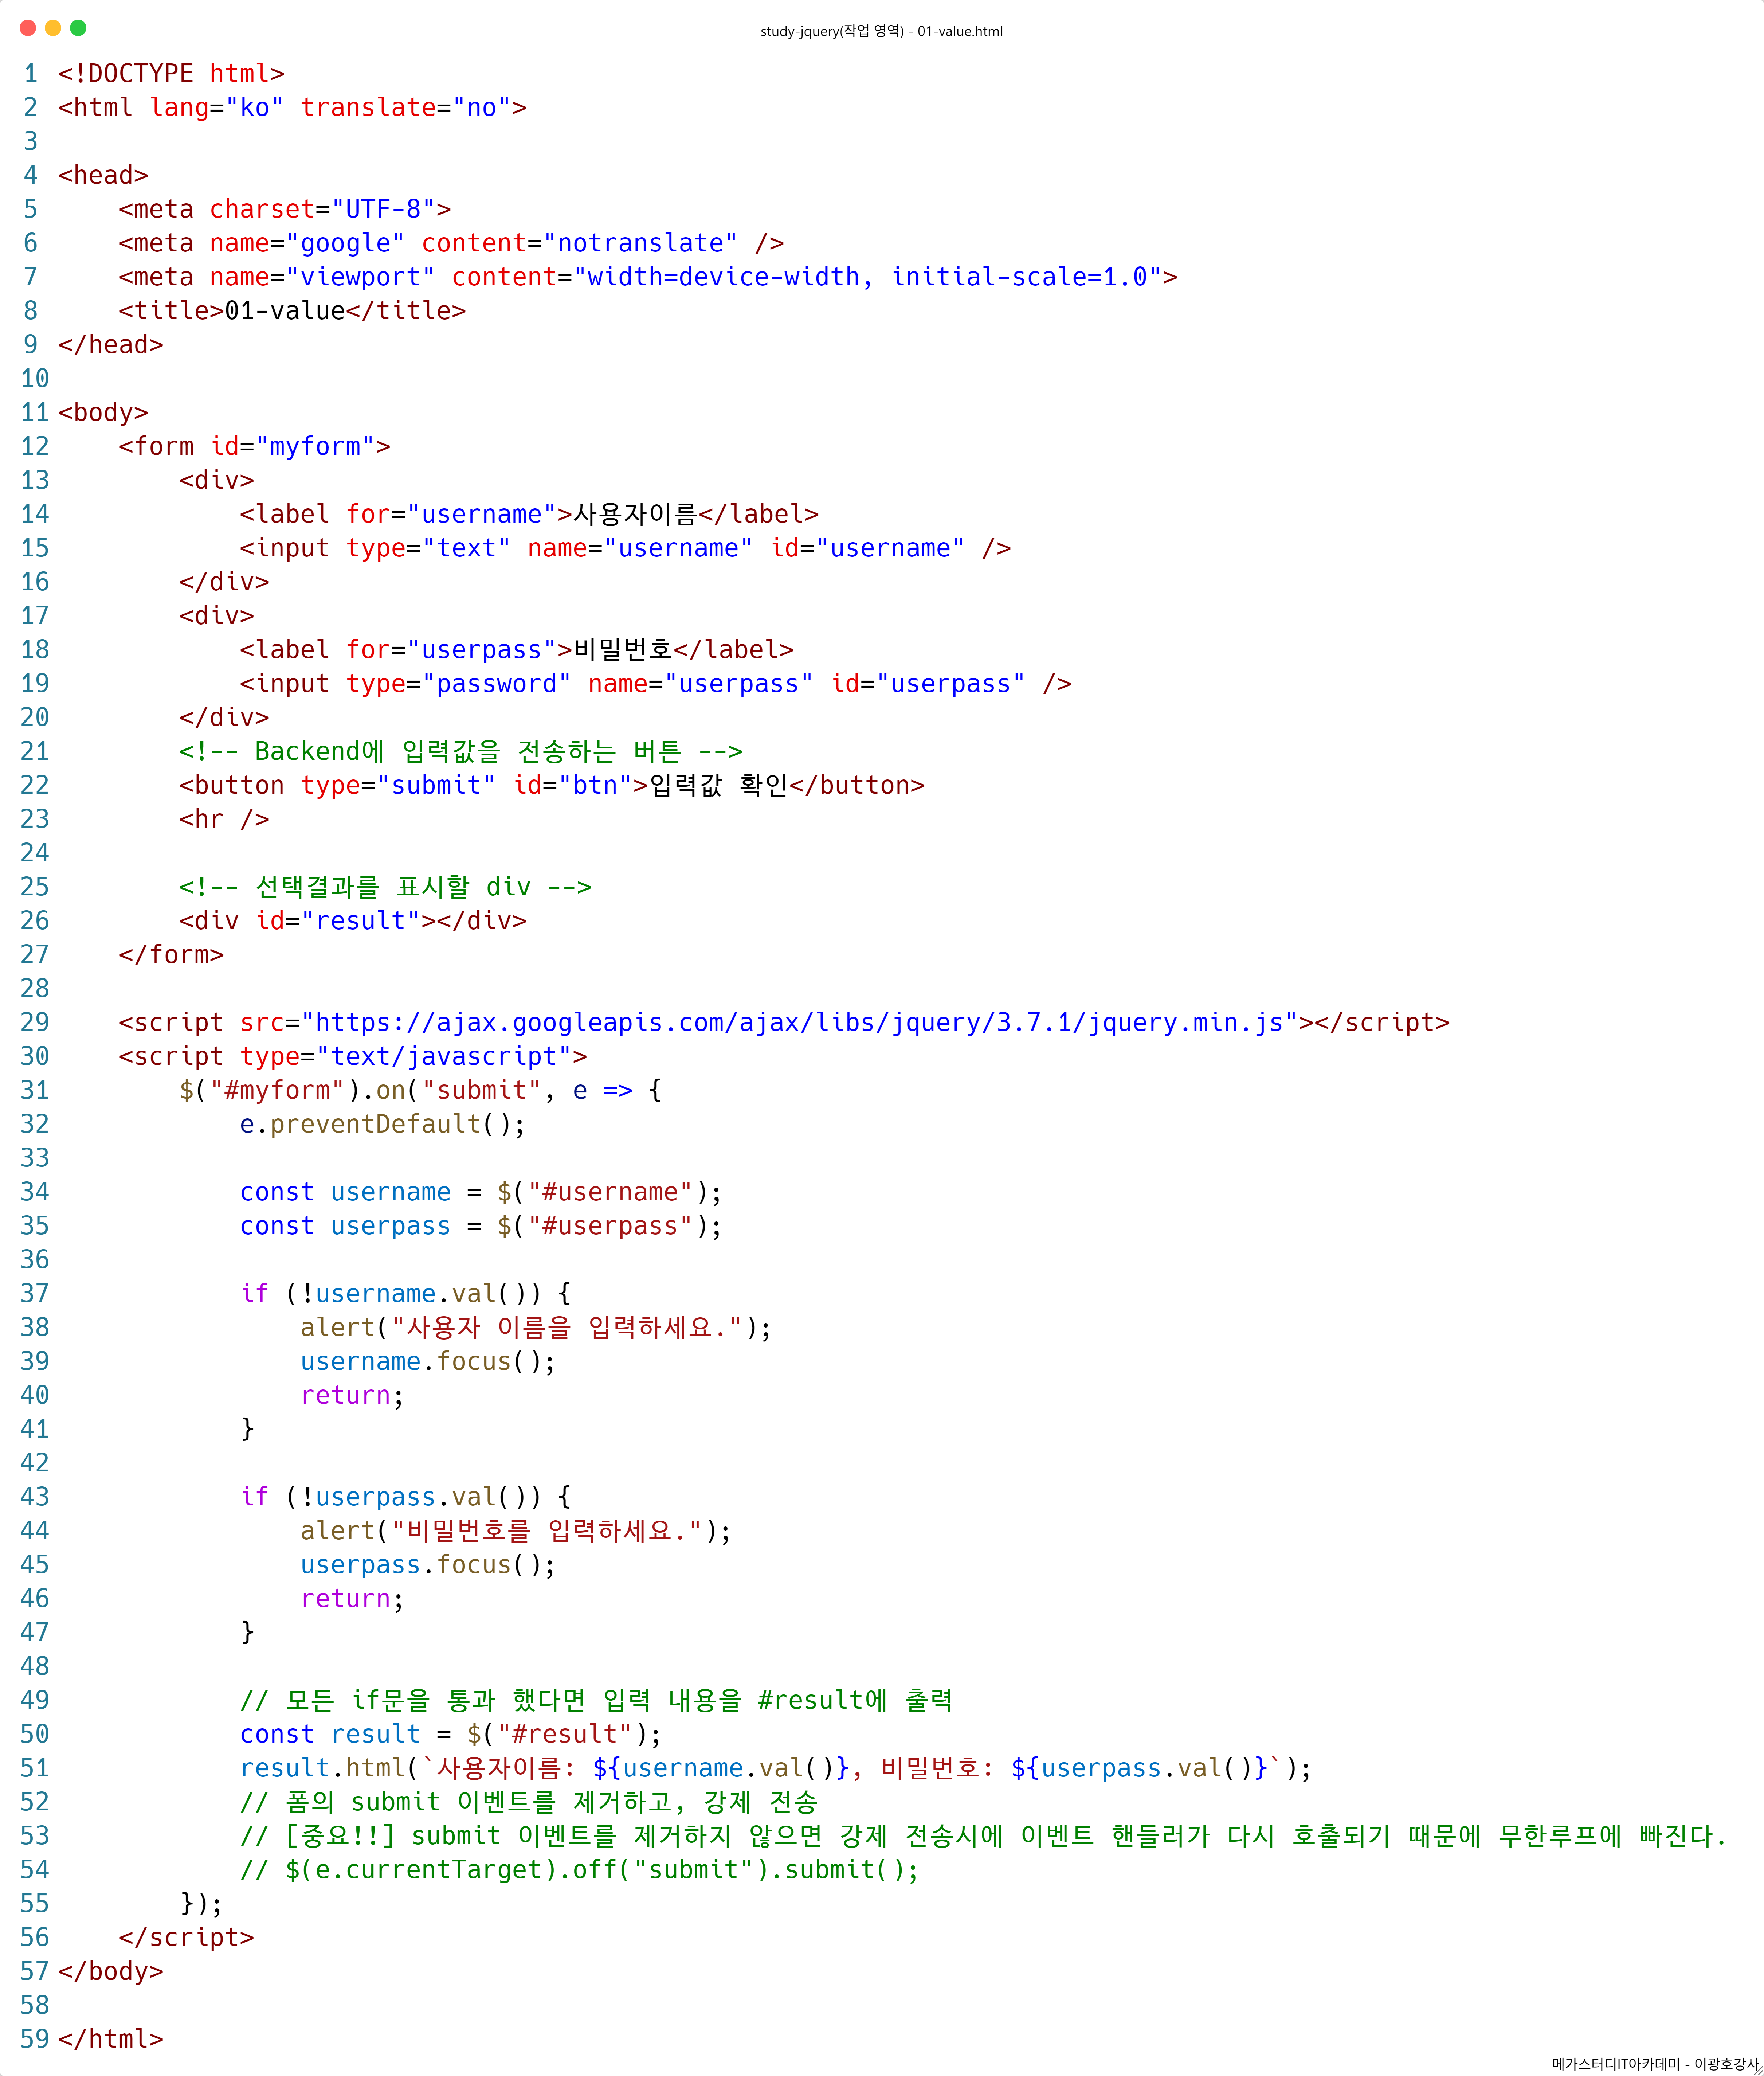 study-jquery(작업 영역) - 01-value.html
1 <!DOCTYPE html>
2 <html lang="ko" translate="no">
3
4 <head>
5     <meta charset="UTF-8">
6     <meta name="google" content="notranslate" />
7     <meta name="viewport" content="width=device-width, initial-scale=1.0">
8     <title>01-value</title>
9 </head>
10
11 <body>
12     <form id="myform">
13         <div>
14             <label for="username">사용자이름</label>
15             <input type="text" name="username" id="username" />
16         </div>
17         <div>
18             <label for="userpass">비밀번호</label>
19             <input type="password" name="userpass" id="userpass" />
20         </div>
21         <!-- Backend에 입력값을 전송하는 버튼 -->
22         <button type="submit" id="btn">입력값 확인</button>
23         <hr />
24
25         <!-- 선택결과를 표시할 div -->
26         <div id="result"></div>
27     </form>
28
29     <script src="https://ajax.googleapis.com/ajax/libs/jquery/3.7.1/jquery.min.js"></script>
30     <script type="text/javascript">
31         $("#myform").on("submit", e => {
32             e.preventDefault();
33
34             const username = $("#username");
35             const userpass = $("#userpass");
36
37             if (!username.val()) {
38                 alert("사용자 이름을 입력하세요.");
39                 username.focus();
40                 return;
41             }
42
43             if (!userpass.val()) {
44                 alert("비밀번호를 입력하세요.");
45                 userpass.focus();
46                 return;
47             }
48
49             // 모든 if문을 통과 했다면 입력 내용을 #result에 출력
50             const result = $("#result");
51             result.html(`사용자이름: ${username.val()}, 비밀번호: ${userpass.val()}`);
52             // 폼의 submit 이벤트를 제거하고, 강제 전송
53             // [중요!!] submit 이벤트를 제거하지 않으면 강제 전송시에 이벤트 핸들러가 다시 호출되기 때문에 무한루프에 빠진다.
54             // $(e.currentTarget).off("submit").submit();
55         });
56     </script>
57 </body>
58
59 </html>
메가스터디IT아카데미 - 이광호강사